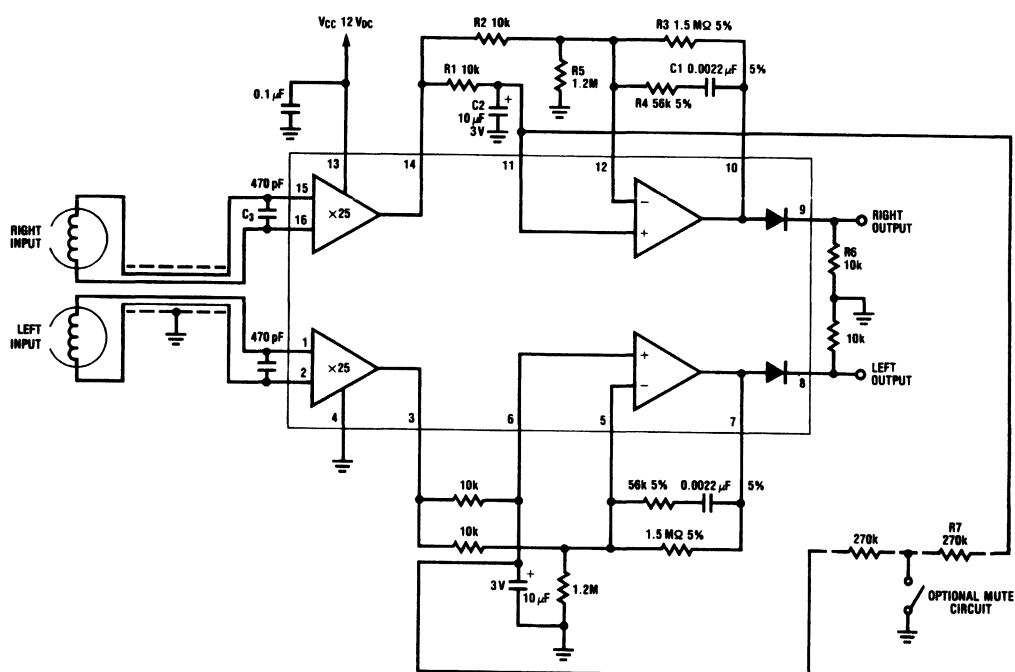 VCC 12 VDC
R2 10k
R3 1.5 MΩ 5%
R1 10k
R5
1.2M
C1 0.0022 μF 5%
R4 56k 5%
0.1 μF
C2
10 μF
3V
+
13
14
11
12
10
470 pF
15
C3
16
×25
−
+
9
RIGHT
INPUT
RIGHT
OUTPUT
R6
10k
LEFT
INPUT
470 pF
1
2
×25
+
−
10k
LEFT
OUTPUT
8
4
3
6
5
7
10k
10k
56k 5%
0.0022 μF 5%
1.5 MΩ 5%
3V
+
10 μF
1.2M
270k
R7
270k
OPTIONAL MUTE
CIRCUIT